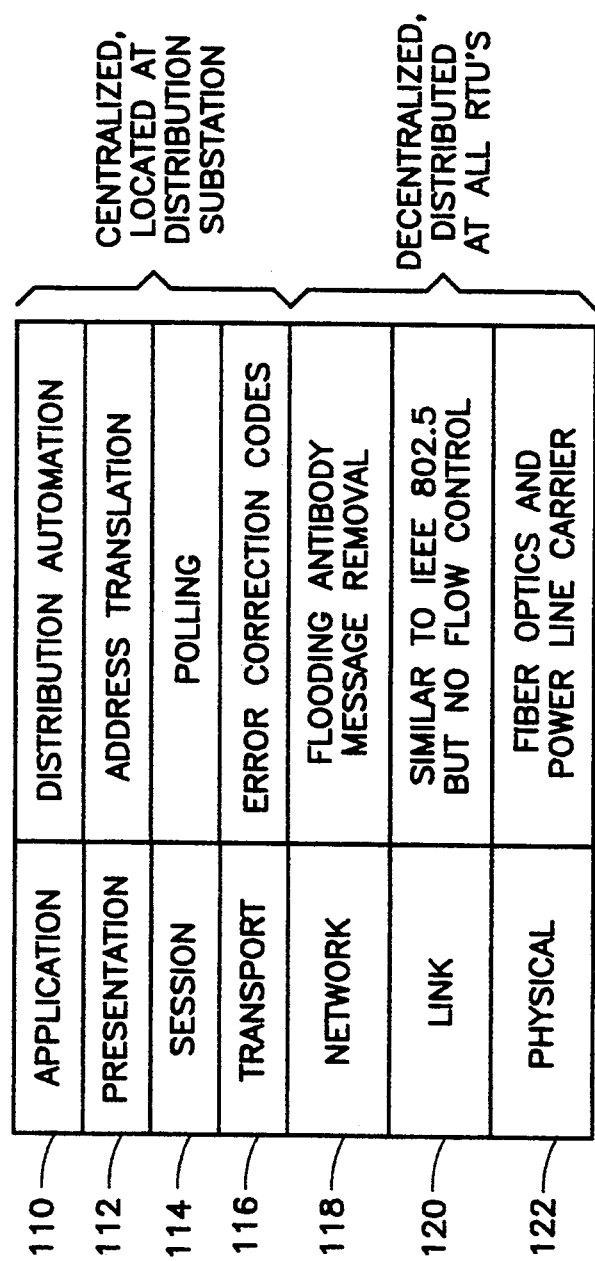 110
APPLICATION
DISTRIBUTION AUTOMATION
112
PRESENTATION
ADDRESS TRANSLATION
114
SESSION
POLLING
116
TRANSPORT
ERROR CORRECTION CODES
CENTRALIZED,
LOCATED AT
DISTRIBUTION
SUBSTATION
118
NETWORK
FLOODING ANTIBODY
MESSAGE REMOVAL
120
LINK
SIMILAR TO IEEE 802.5
BUT NO FLOW CONTROL
122
PHYSICAL
FIBER OPTICS AND
POWER LINE CARRIER
DECENTRALIZED,
DISTRIBUTED
AT ALL RTU'S